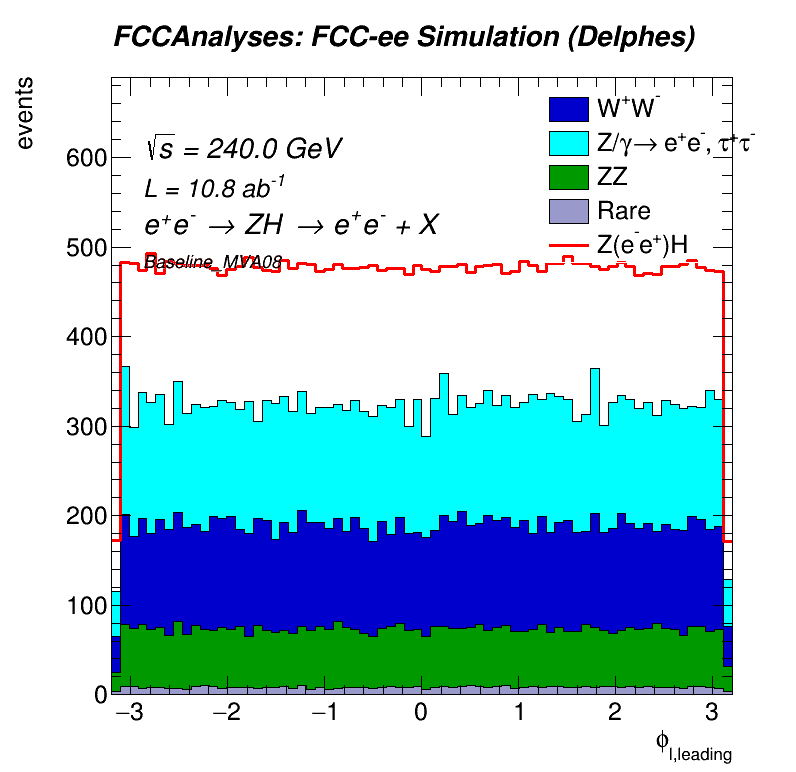 FCCAnalyses: FCC-ee Simulation (Delphes)
events
√s = 240.0 GeV
L = 10.8 ab⁻¹
e⁺e⁻ → ZH → e⁺e⁻ + X
Baseline_MVA08
W⁺W⁻
Z/γ→ e⁺e⁻, τ⁺τ⁻
ZZ
Rare
Z(e⁻e⁺)H
600
500
400
300
200
100
0
−3 −2 −1 0 1 2 3
ϕl,leading